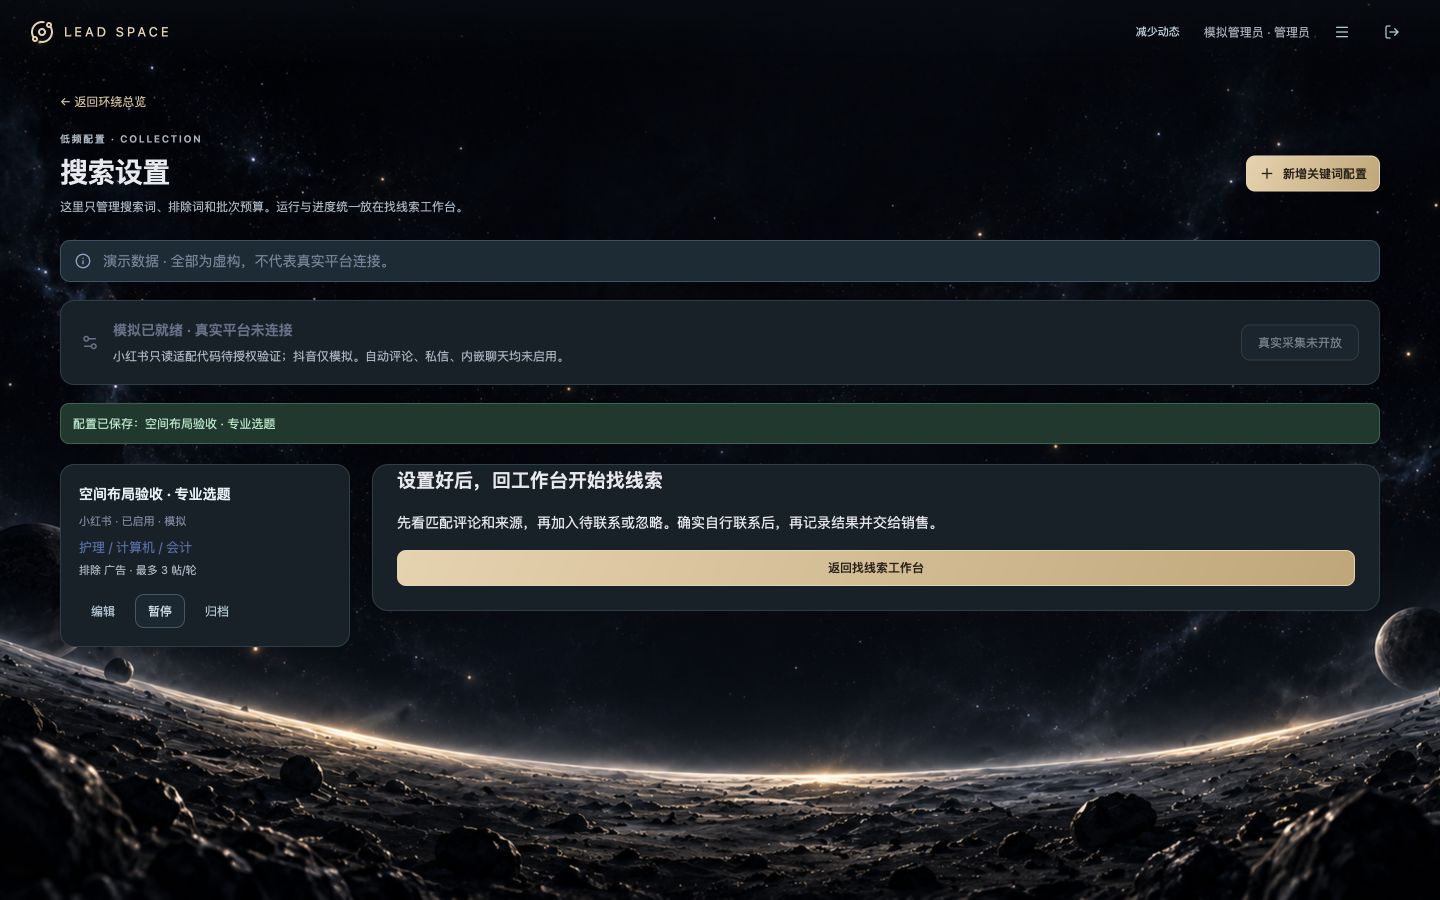 LEAD SPACE
减少动态
模拟管理员 · 管理员
← 返回环绕总览
低频配置 · COLLECTION
搜索设置
+ 新增关键词配置
这里只管理搜索词、排除词和批次预算。运行与进度统一放在找线索工作台。
演示数据 · 全部为虚构，不代表真实平台连接。
模拟已就绪 · 真实平台未连接
小红书只读适配代码待授权验证；抖音仅模拟。自动评论、私信、内嵌聊天均未启用。
真实采集未开放
配置已保存：空间布局验收 · 专业选题
空间布局验收 · 专业选题
小红书 · 已启用 · 模拟
护理 / 计算机 / 会计
排除 广告 · 最多 3 帖/轮
编辑 暂停 归档
设置好后，回工作台开始找线索
先看匹配评论和来源，再加入待联系或忽略。确实自行联系后，再记录结果并交给销售。
返回找线索工作台